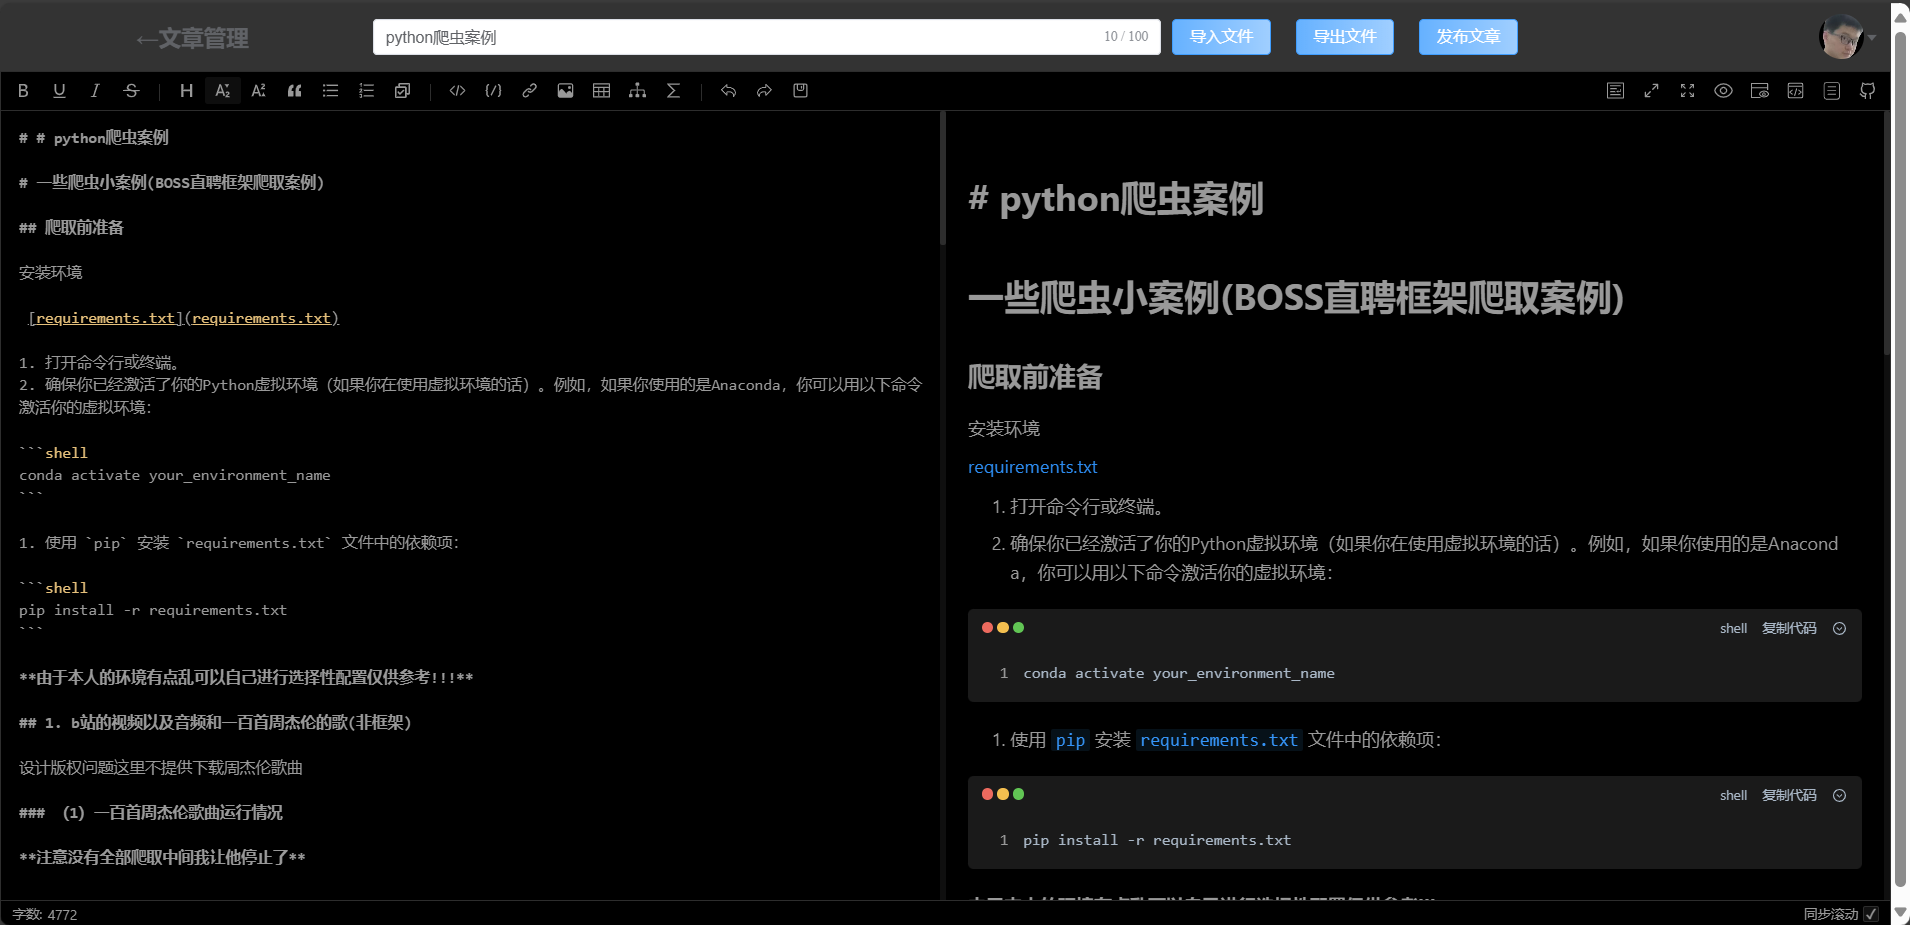 ←文章管理
python爬虫案例
10 / 100
导入文件
导出文件
发布文章
# # python爬虫案例
# 一些爬虫小案例(BOSS直聘框架爬取案例)
## 爬取前准备
安装环境
[requirements.txt](requirements.txt)
1. 打开命令行或终端。
2. 确保你已经激活了你的Python虚拟环境（如果你在使用虚拟环境的话）。例如，如果你使用的是Anaconda，你可以用以下命令
激活你的虚拟环境：
```shell
conda activate your_environment_name
```
1. 使用 `pip` 安装 `requirements.txt` 文件中的依赖项：
```shell
pip install -r requirements.txt
```
**由于本人的环境有点乱可以自己进行选择性配置仅供参考!!!**
## 1. b站的视频以及音频和一百首周杰伦的歌(非框架)
设计版权问题这里不提供下载周杰伦歌曲
### （1）一百首周杰伦歌曲运行情况
**注意没有全部爬取中间我让他停止了**
# python爬虫案例
一些爬虫小案例(BOSS直聘框架爬取案例)
爬取前准备
安装环境
requirements.txt
1. 打开命令行或终端。
2. 确保你已经激活了你的Python虚拟环境（如果你在使用虚拟环境的话）。例如，如果你使用的是Anacond
a，你可以用以下命令激活你的虚拟环境：
shell 复制代码
1 conda activate your_environment_name
1. 使用 pip 安装 requirements.txt 文件中的依赖项：
shell 复制代码
1 pip install -r requirements.txt
字数: 4772
同步滚动